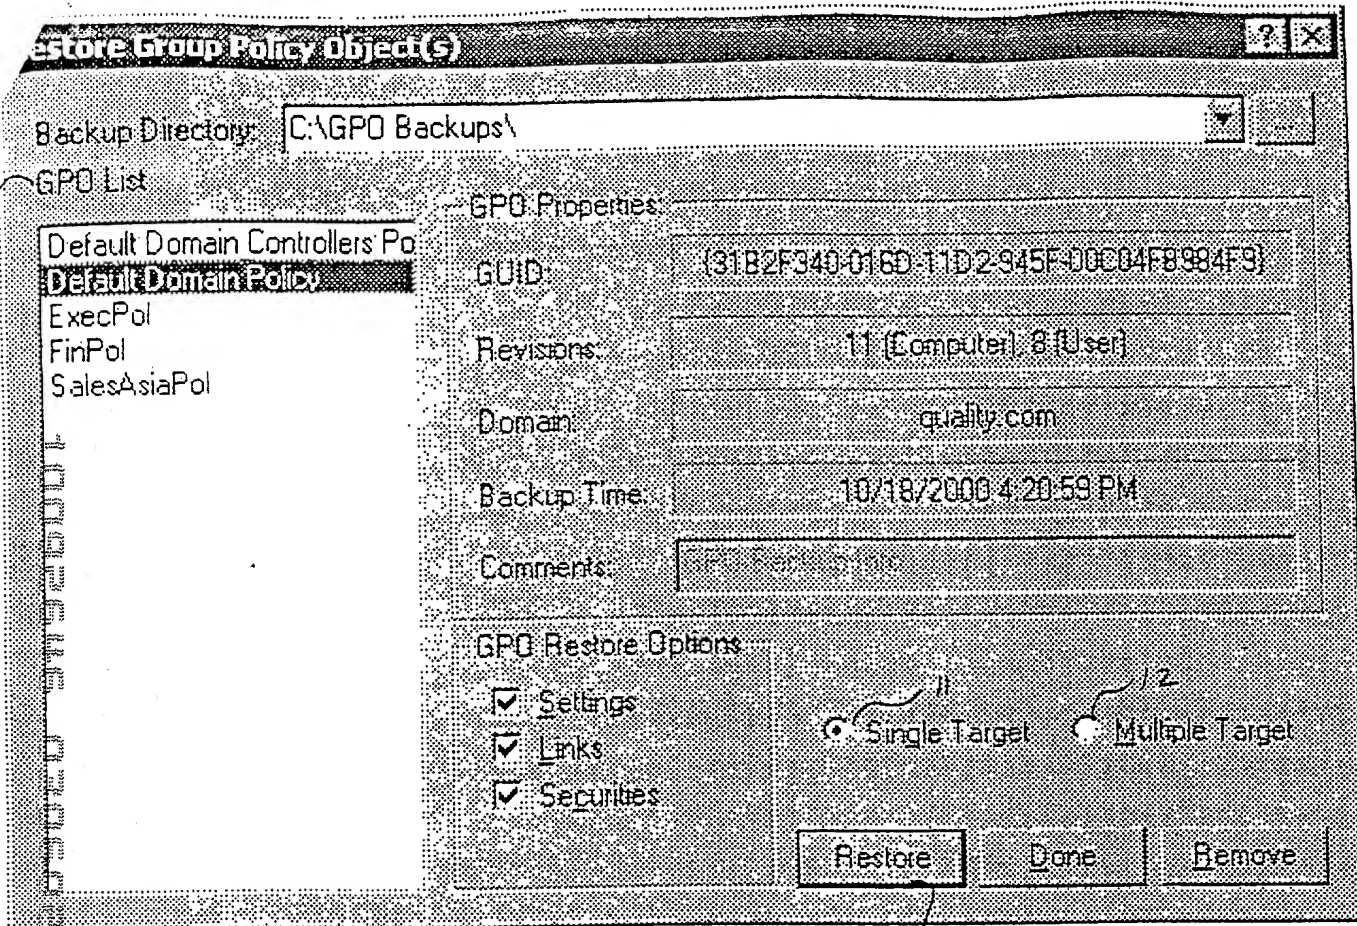 estore Group Policy Object(s)
? X
Backup Directory: C:\GPO Backups\ ...
GPO List
Default Domain Controllers Po
Default Domain Policy
ExecPol
FinPol
SalesAsiaPol
GPO Properties:
GUID: {31B2F340-016D-11D2-945F-00C04FB984F9}
Revisions: 11 (Computer), 8 (User)
Domain: quality.com
Backup Time: 10/18/2000 4:20:59 PM
Comments: GPO Backup
GPO Restore Options
Settings
Links
Securities
11
Single Target
12
Multiple Target
Restore
Done
Remove